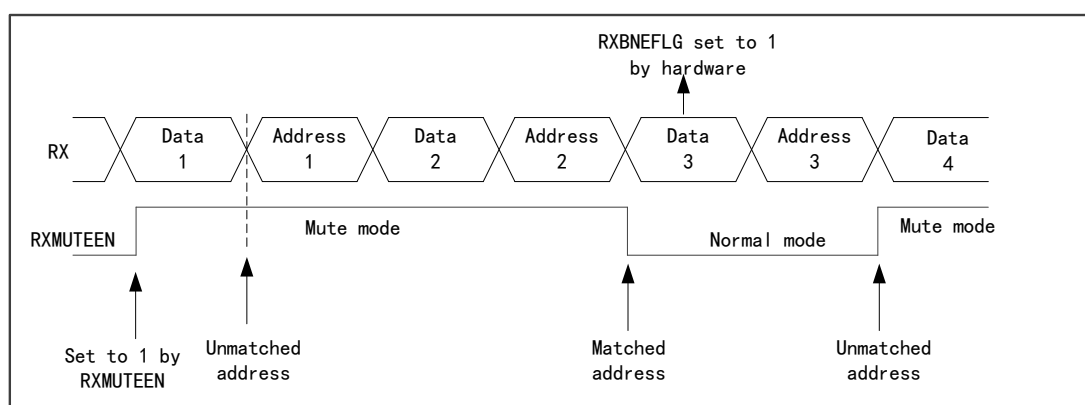 RXBNEFLG set to 1
by hardware
RX
Data
1
Address
1
Data
2
Address
2
Data
3
Address
3
Data
4
RXMUTEEN
Mute mode
Normal mode
Mute mode
Set to 1 by
RXMUTEEN
Unmatched
address
Matched
address
Unmatched
address